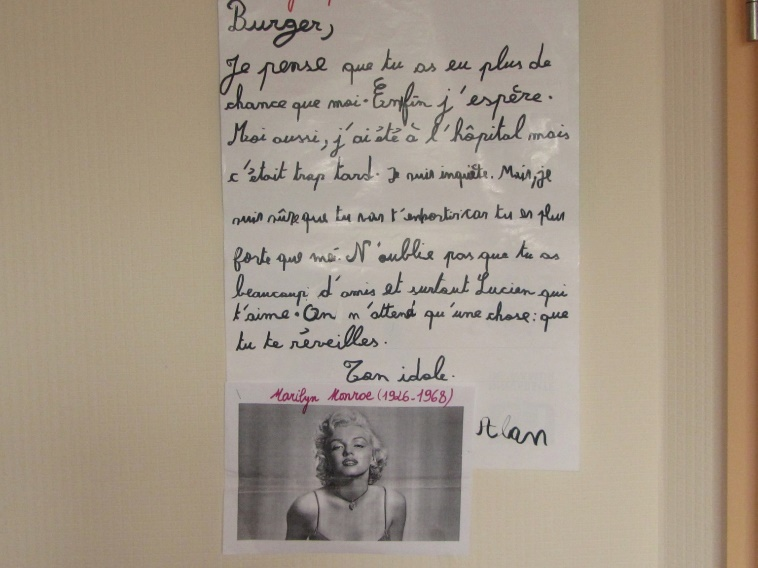 Burger,
Je pense que tu as eu plus de
chance que moi. Enfin j'espére.
Moi aussi, j'ai été à l'hôpital mais
c'était trop tard. Je suis inquiète. Mais, je
suis sûre que tu vas t'en car tu es plus
forte que moi. N'oublie pas que tu as
beaucoup d'amis et surtout Lucien qui
t'aime. On n'attend qu'une chose: que
tu te réveilles.
Ton idole.
Marilyn Monroe (1926-1968)
Alan